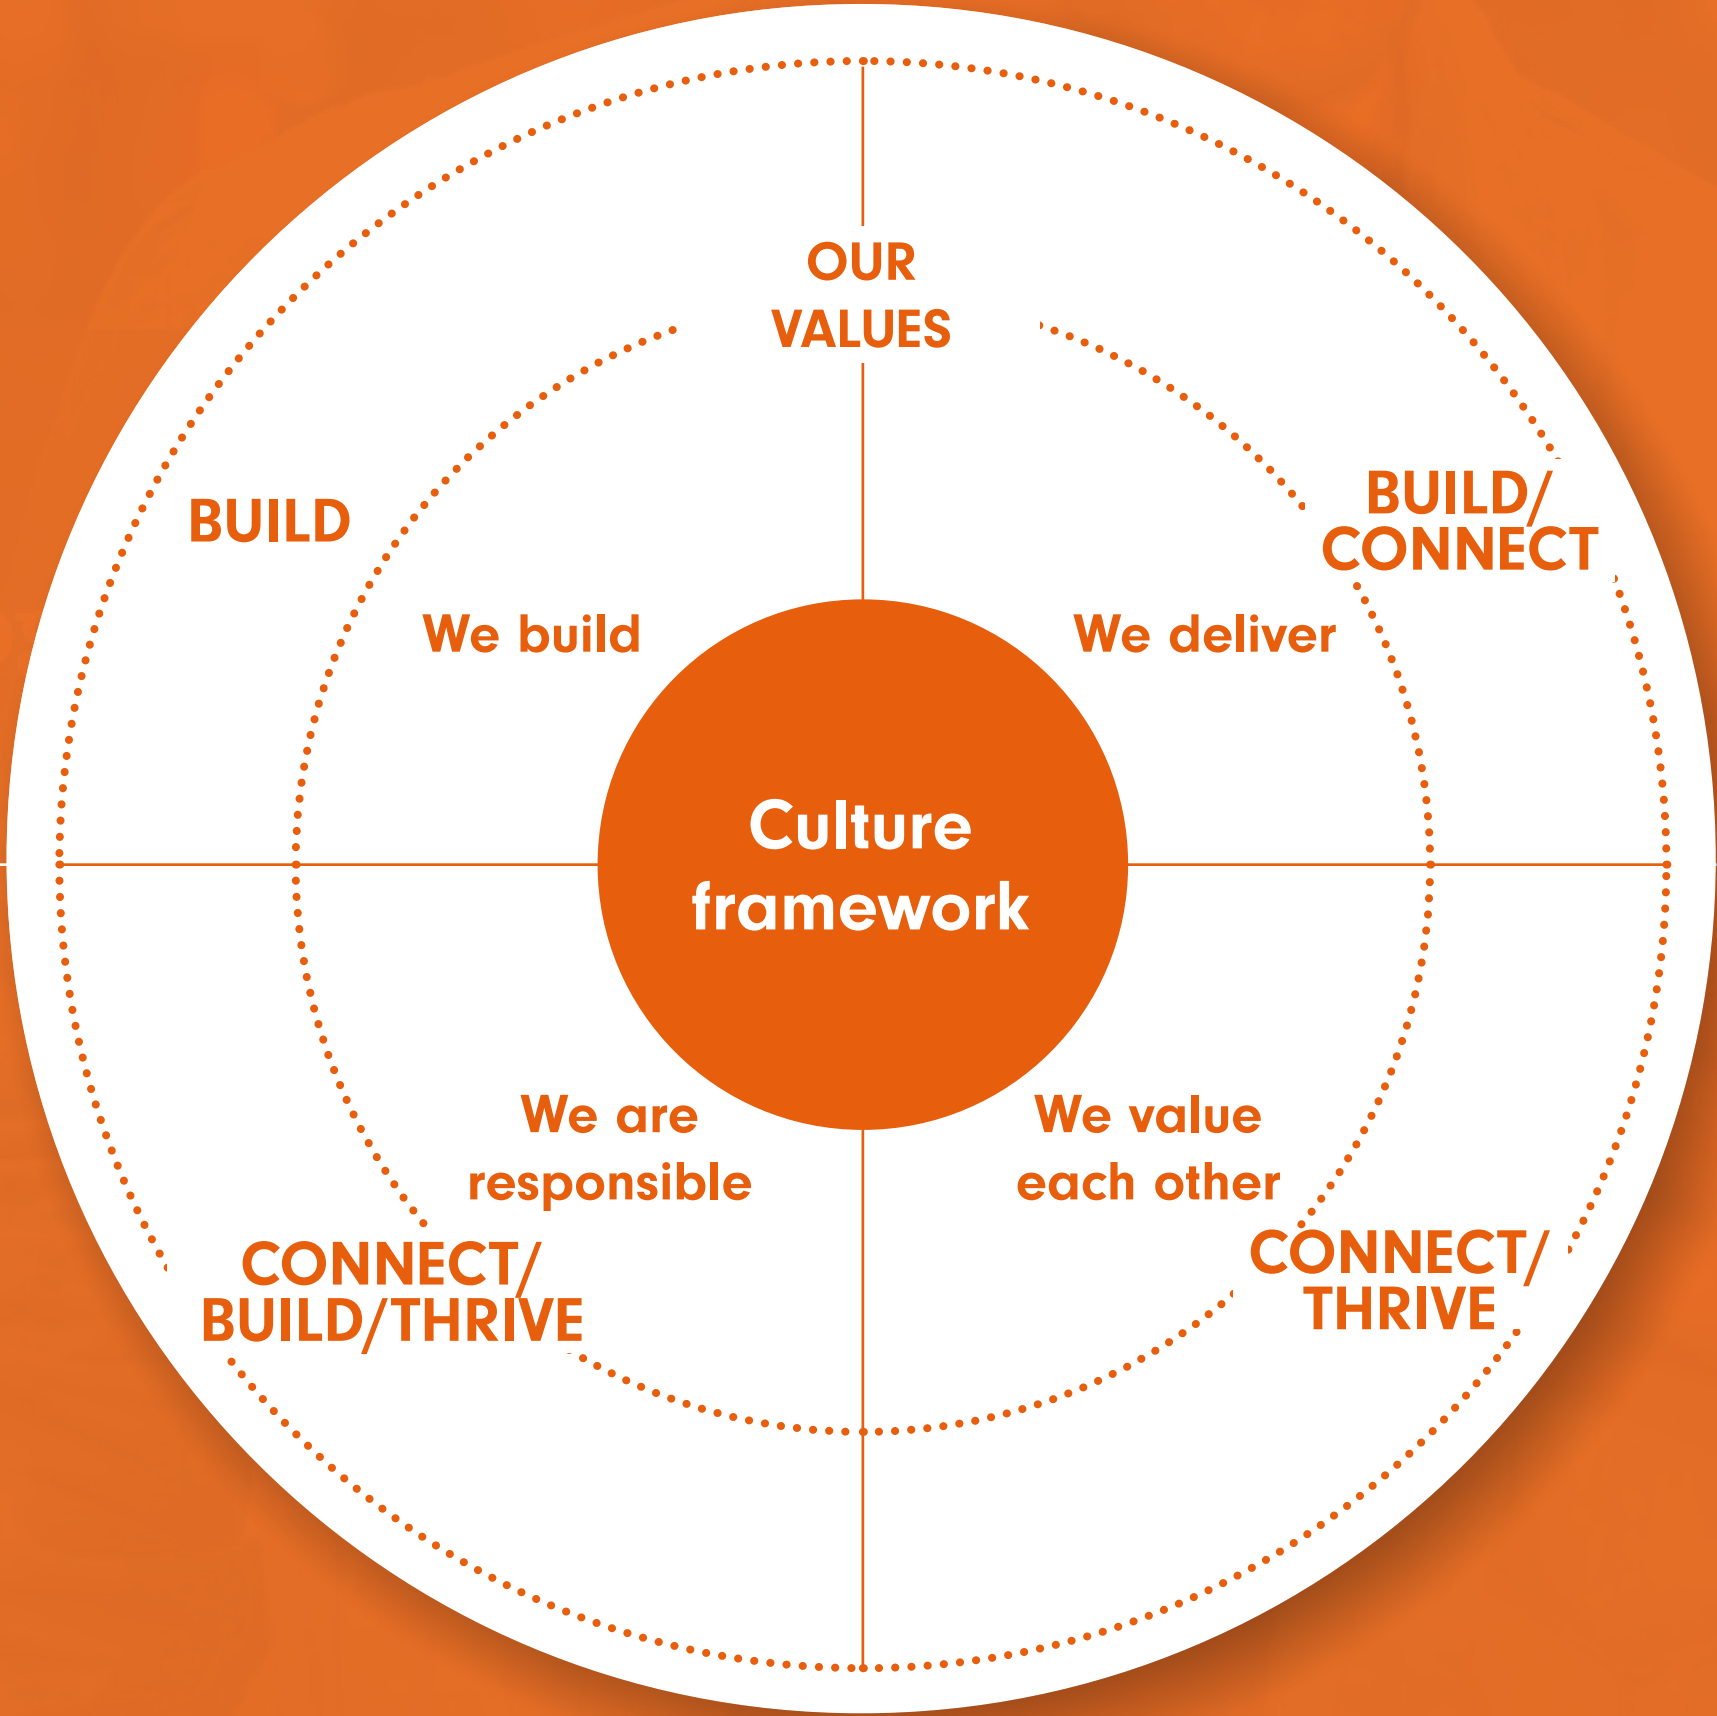 OUR
VALUES
BUILD
BUILD/
CONNECT
We build
We deliver
Culture
framework
We are
responsible
We value
each other
CONNECT/
BUILD/THRIVE
CONNECT/
THRIVE